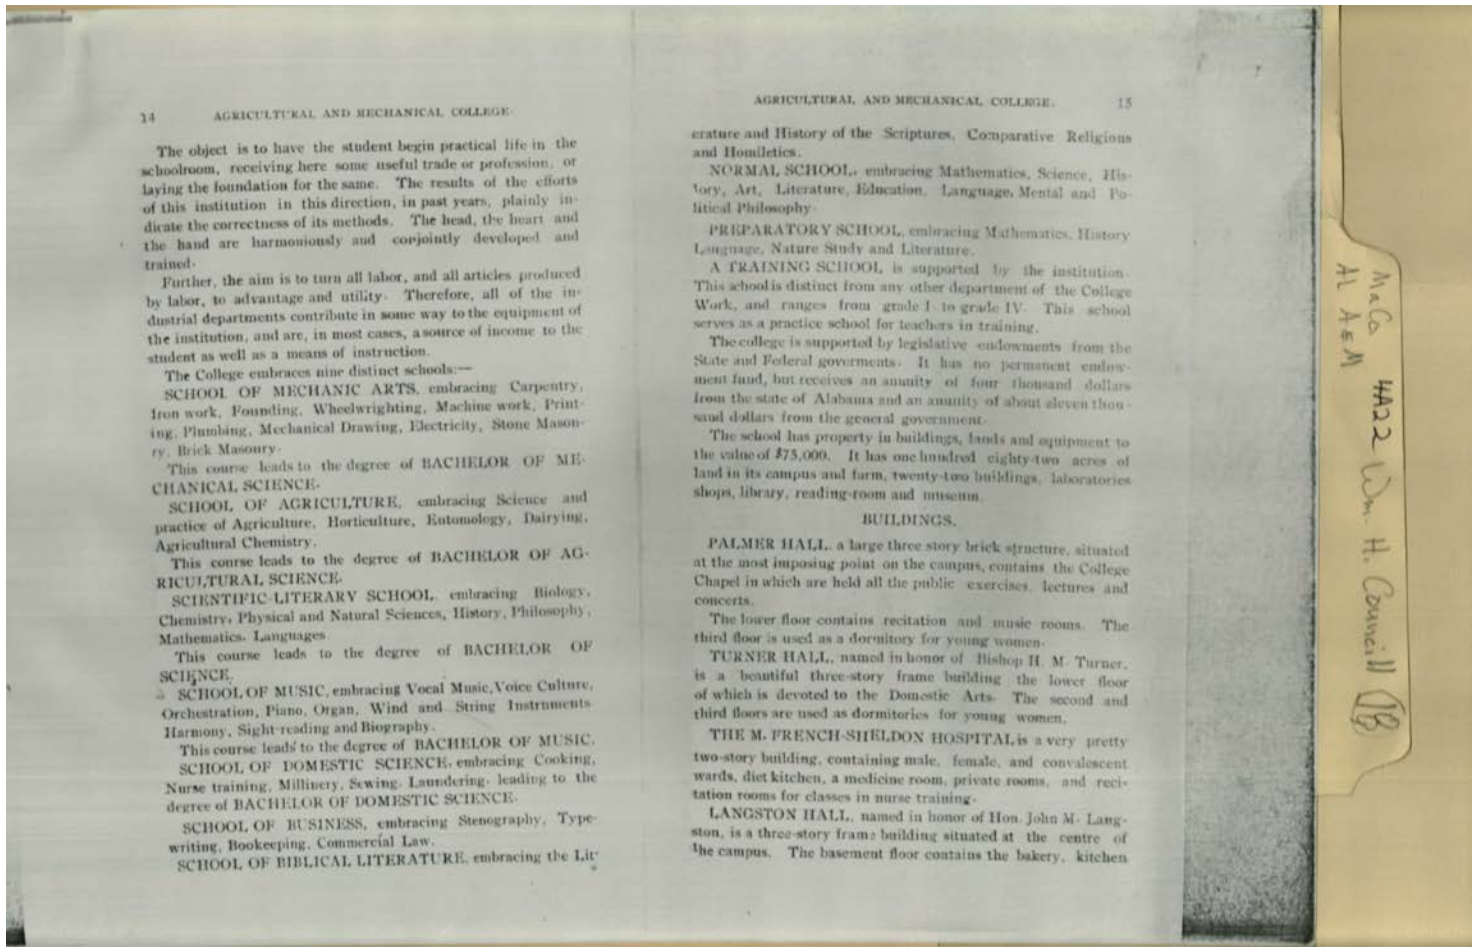 14 AGRICULTURAL AND MECHANICAL COLLEGE.
The object is to have the student begin practical life in the
schoolroom, receiving here some useful trade or profession, or
laying the foundation for the same. The results of the efforts
of this institution in this direction, in past years, plainly in-
dicate the correctness of its methods. The head, the heart and
the hand are harmoniously and conjointly developed and
trained.
Further, the aim is to turn all labor, and all articles produced
by labor, to advantage and utility. Therefore, all of the in-
dustrial departments contribute in some way to the equipment of
the institution, and are, in most cases, a source of income to the
student as well as a means of instruction.
The College embraces nine distinct schools:—
SCHOOL OF MECHANIC ARTS, embracing Carpentry,
Iron work, Founding, Wheelwrighting, Machine work, Print-
ing, Plumbing, Mechanical Drawing, Electricity, Stone Mason-
ry, Brick Masonry.
This course leads to the degree of BACHELOR OF ME-
CHANICAL SCIENCE.
SCHOOL OF AGRICULTURE, embracing Science and
practice of Agriculture, Horticulture, Entomology, Dairying,
Agricultural Chemistry.
This course leads to the degree of BACHELOR OF AG-
RICULTURAL SCIENCE.
SCIENTIFIC-LITERARY SCHOOL, embracing Biology,
Chemistry, Physical and Natural Sciences, History, Philosophy,
Mathematics, Languages
This course leads to the degree of BACHELOR OF
SCIENCE.
SCHOOL OF MUSIC, embracing Vocal Music, Voice Culture,
Orchestration, Piano, Organ, Wind and String Instruments
Harmony, Sight-reading and Biography.
This course leads to the degree of BACHELOR OF MUSIC.
SCHOOL OF DOMESTIC SCIENCE, embracing Cooking,
Nurse training, Millinery, Sewing, Laundering, leading to the
degree of BACHELOR OF DOMESTIC SCIENCE.
SCHOOL OF BUSINESS, embracing Stenography, Type-
writing, Bookeeping, Commercial Law.
SCHOOL OF BIBLICAL LITERATURE, embracing the Lit-
AGRICULTURAL AND MECHANICAL COLLEGE. 15
erature and History of the Scriptures, Comparative Religions
and Homiletics.
NORMAL SCHOOL, embracing Mathematics, Science, His-
tory, Art, Literature, Education, Language, Mental and Po-
litical Philosophy.
PREPARATORY SCHOOL, embracing Mathematics, History
Language, Nature Study and Literature.
A TRAINING SCHOOL is supported by the institution.
This school is distinct from any other department of the College
Work, and ranges from grade I to grade IV. This school
serves as a practice school for teachers in training.
The college is supported by legislative endowments from the
State and Federal goverments. It has no permanent endow-
ment fund, but receives an annuity of four thousand dollars
from the state of Alabama and an annuity of about eleven thou-
sand dollars from the general government.
The school has property in buildings, lands and equipment to
the value of $75,000. It has one hundred eighty-two acres of
land in its campus and farm, twenty-two buildings, laboratories
shops, library, reading-room and museum.
BUILDINGS.
PALMER HALL, a large three story brick structure, situated
at the most imposing point on the campus, contains the College
Chapel in which are held all the public exercises, lectures and
concerts.
The lower floor contains recitation and music rooms. The
third floor is used as a dormitory for young women.
TURNER HALL, named in honor of Bishop H. M. Turner,
is a beautiful three-story frame building the lower floor
of which is devoted to the Domestic Arts. The second and
third floors are used as dormitories for young women.
THE M. FRENCH-SHELDON HOSPITAL is a very pretty
two-story building, containing male, female, and convalescent
wards, diet kitchen, a medicine room, private rooms, and reci-
tation rooms for classes in nurse training.
LANGSTON HALL, named in honor of Hon. John M. Lang-
ston, is a three-story frame building situated at the centre of
the campus. The basement floor contains the bakery, kitchen
MaCo 4A22 Wm. H. Councill JB
AL A&M